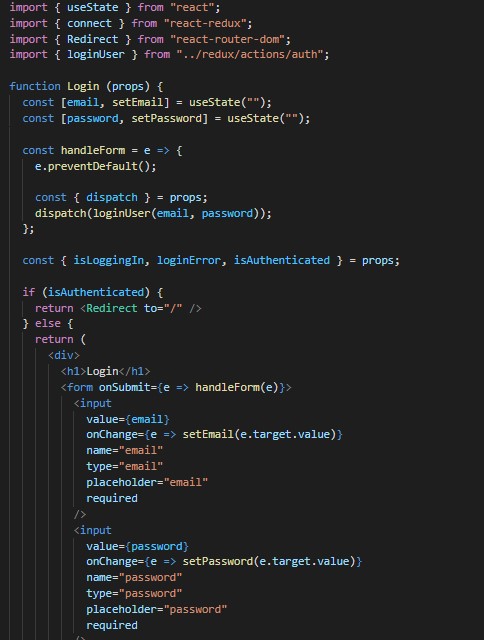 import { useState } from "react";
import { connect } from "react-redux";
import { Redirect } from "react-router-dom";
import { loginUser } from "../redux/actions/auth";

function Login (props) {
  const [email, setEmail] = useState("");
  const [password, setPassword] = useState("");

  const handleForm = e => {
    e.preventDefault();

    const { dispatch } = props;
    dispatch(loginUser(email, password));
  };

  const { isLoggingIn, loginError, isAuthenticated } = props;

  if (isAuthenticated) {
    return <Redirect to="/" />
  } else {
    return (
      <div>
        <h1>Login</h1>
        <form onSubmit={e => handleForm(e)}>
          <input
            value={email}
            onChange={e => setEmail(e.target.value)}
            name="email"
            type="email"
            placeholder="email"
            required
          />
          <input
            value={password}
            onChange={e => setPassword(e.target.value)}
            name="password"
            type="password"
            placeholder="password"
            required